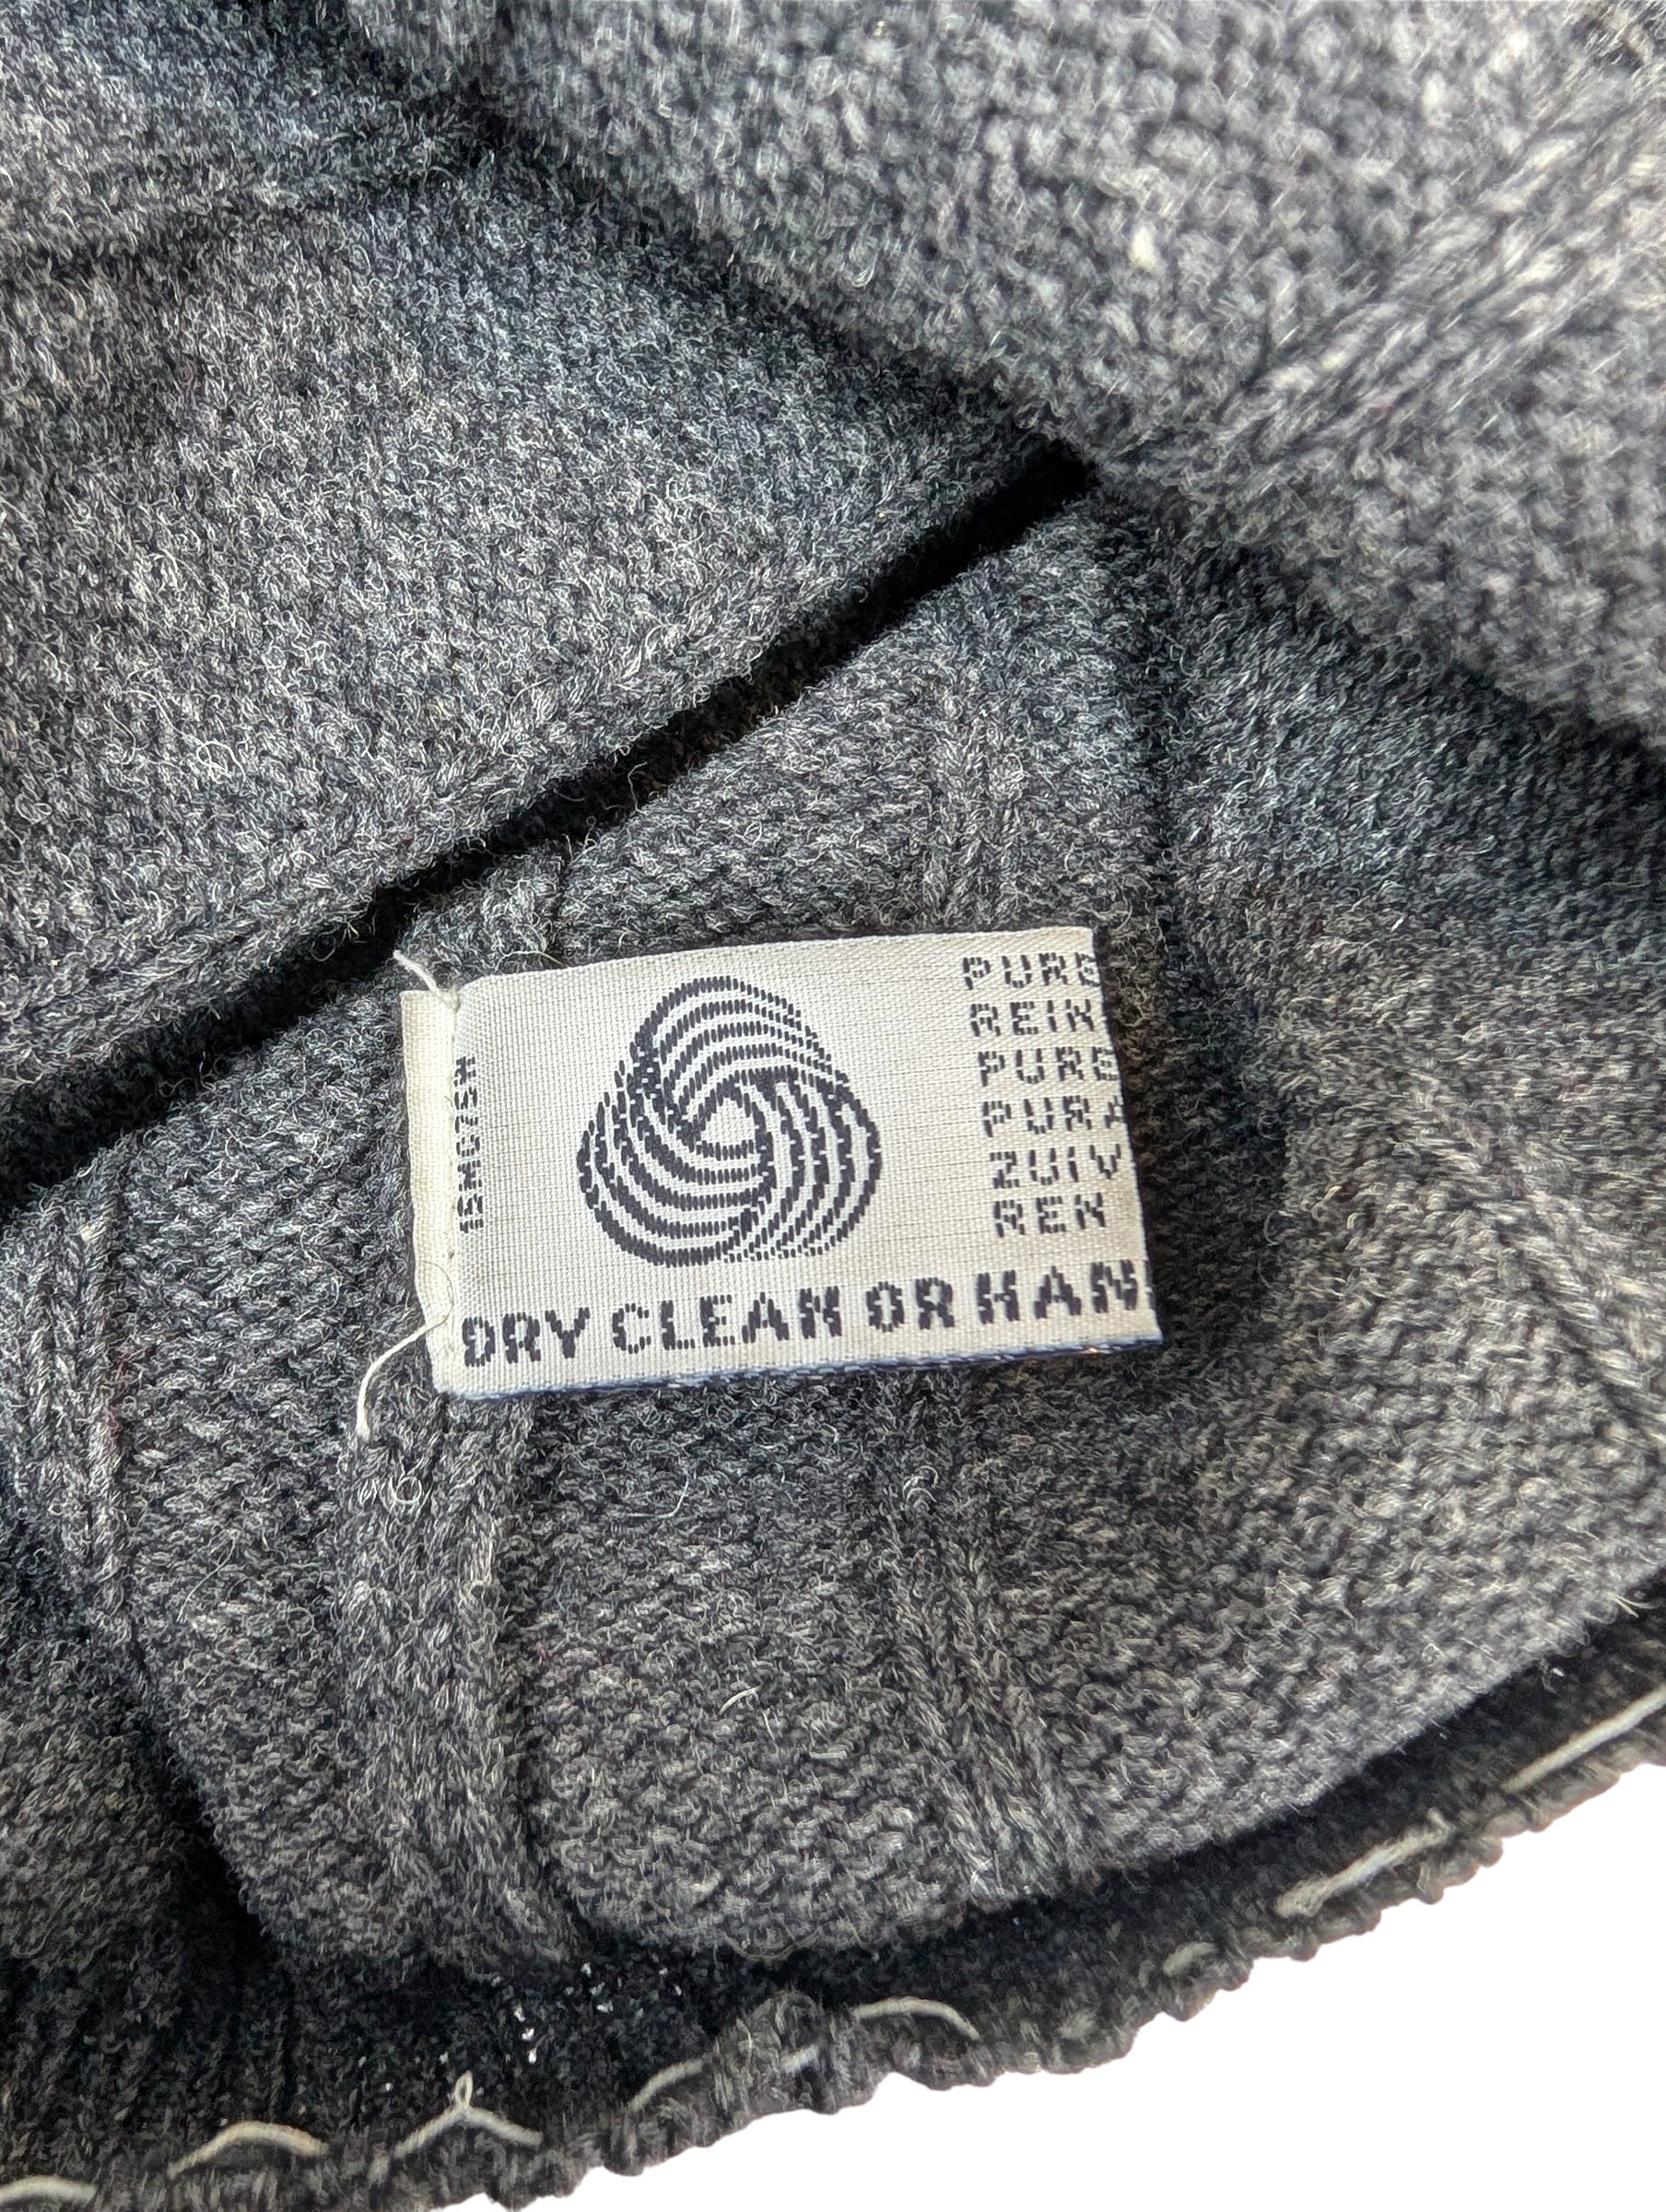 PURE
REIN
PURE
PURA
ZUIV
REN
DRY CLEAN OR HAN